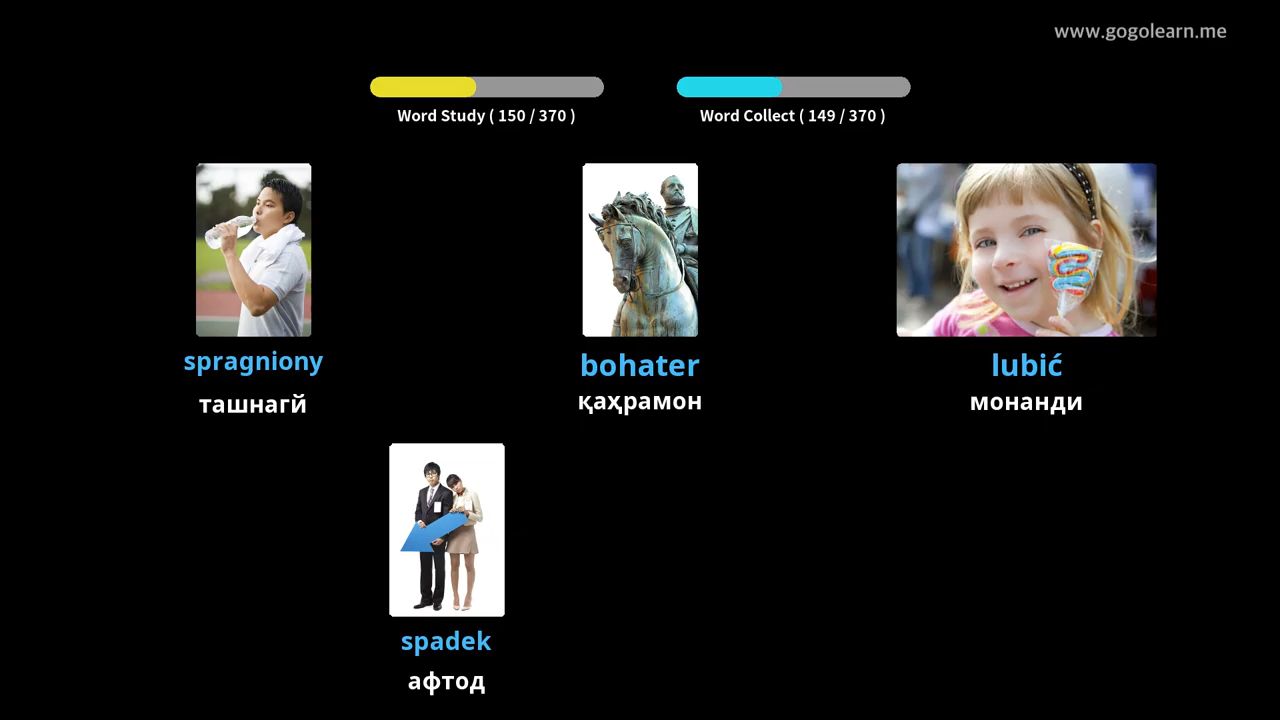 www.gogolearn.me
Word Study ( 150 / 370 )
Word Collect ( 149 / 370 )
spragniony
ташнагӣ
bohater
қаҳрамон
lubić
монанди
spadek
афтод